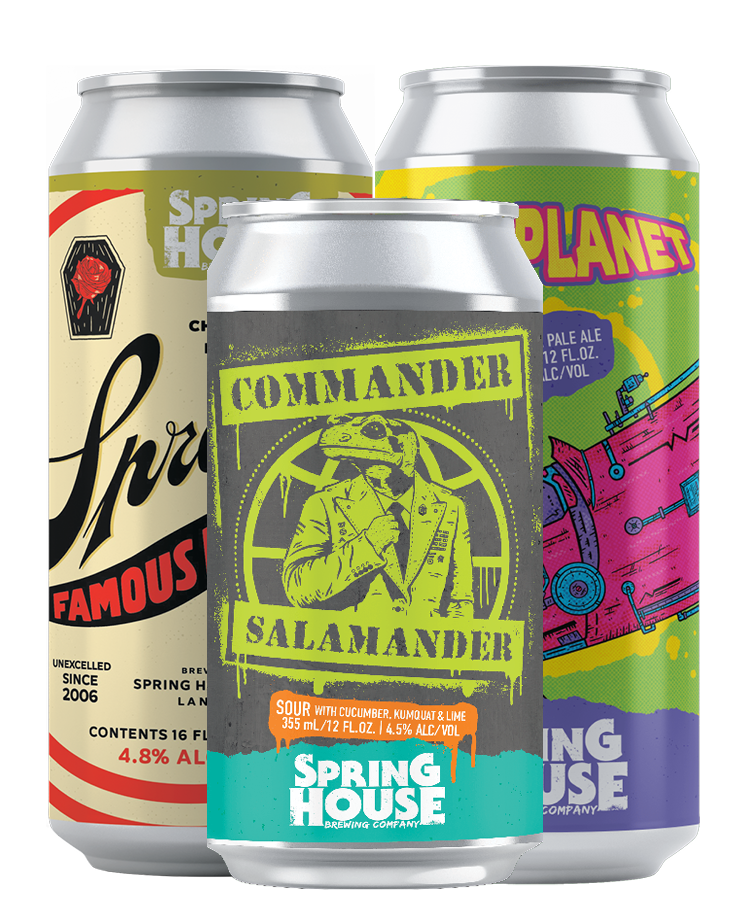 SPRING
HO
CH
Spr
FAMOUS
UNEXCELLED
SINCE
2006
BREW
SPRING H
LAN
CONTENTS 16 FL
4.8% AL
COMMANDER
SALAMANDER
SOUR WITH CUCUMBER, KUMQUAT & LIME
355 mL/12 FL.OZ. | 4.5% ALC/VOL
SPRING
HOUSE
BREWING COMPANY
PLANET
PALE ALE
12 FL.OZ.
ALC/VOL
ING
USE
COMPANY